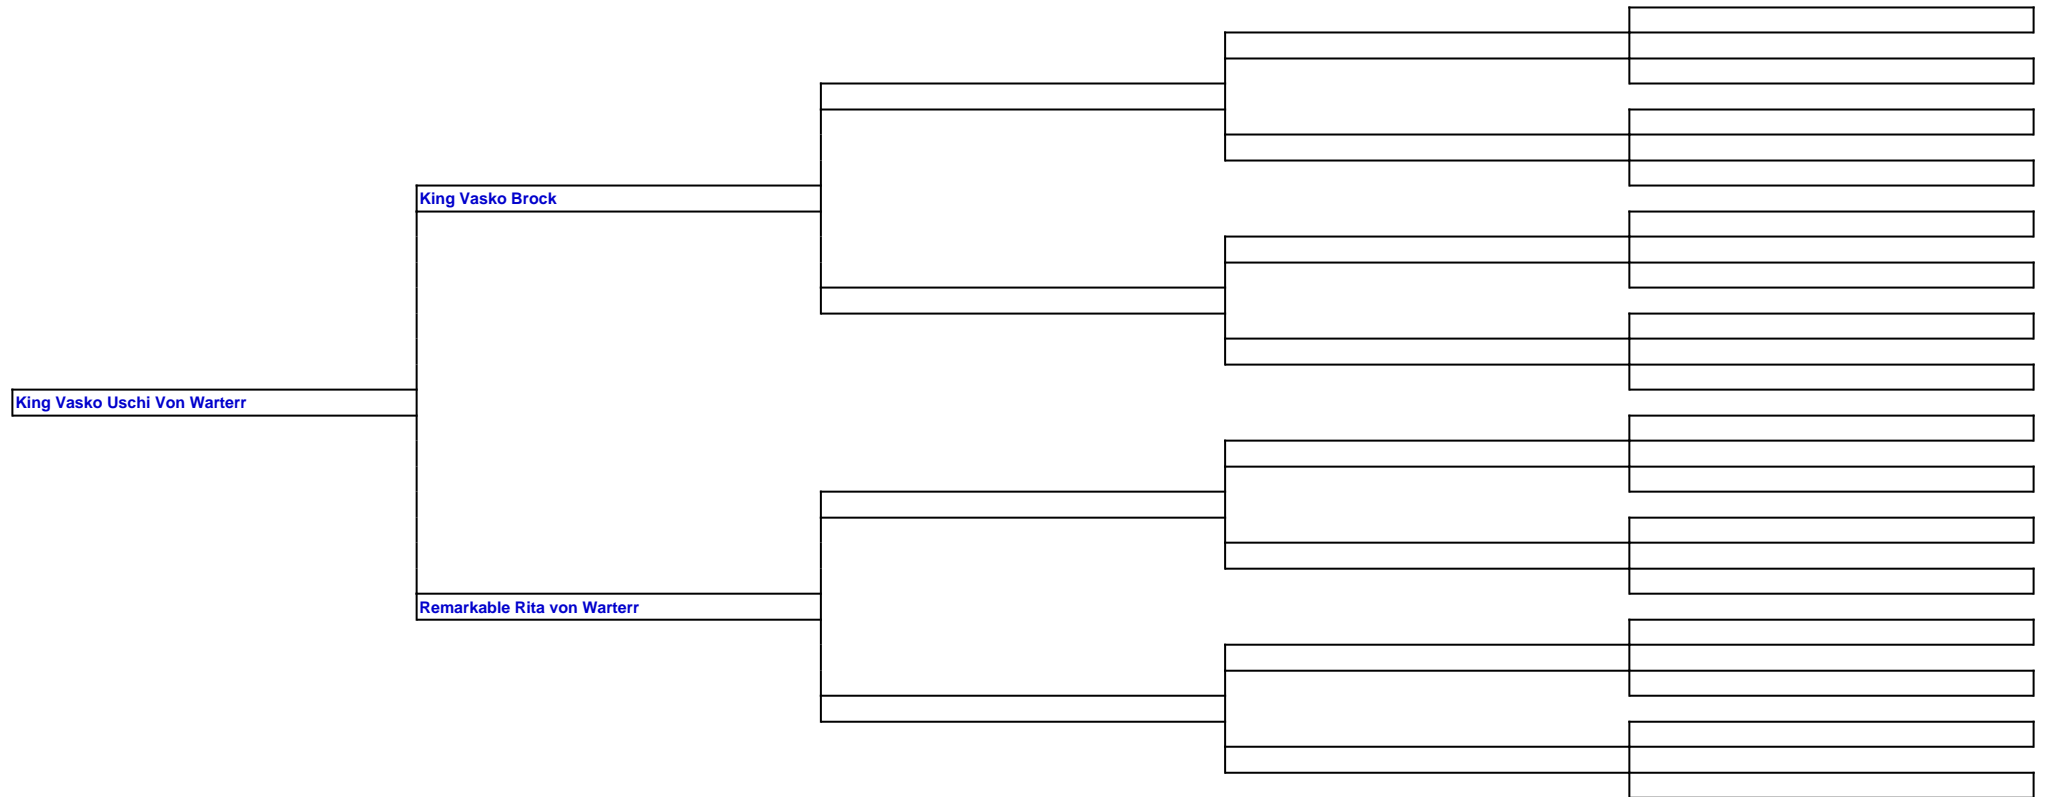 King Vasko Brock
King Vasko Uschi Von Warterr
Remarkable Rita von Warterr